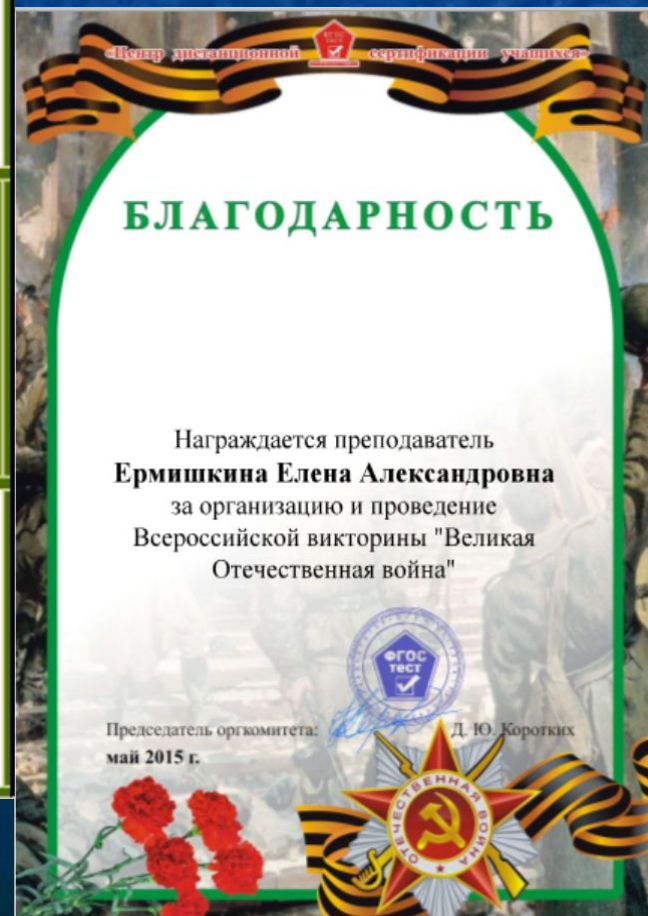 «Центр дистанционной сертификации учащихся»
ФГОС
ТЕСТ
БЛАГОДАРНОСТЬ
Награждается преподаватель
Ермишкина Елена Александровна
за организацию и проведение
Всероссийской викторины "Великая
Отечественная война"
ФГОС
ТЕСТ
Председатель оргкомитета: Д. Ю. Коротких
май 2015 г.
ОТЕЧЕСТВЕННАЯ ВОЙНА